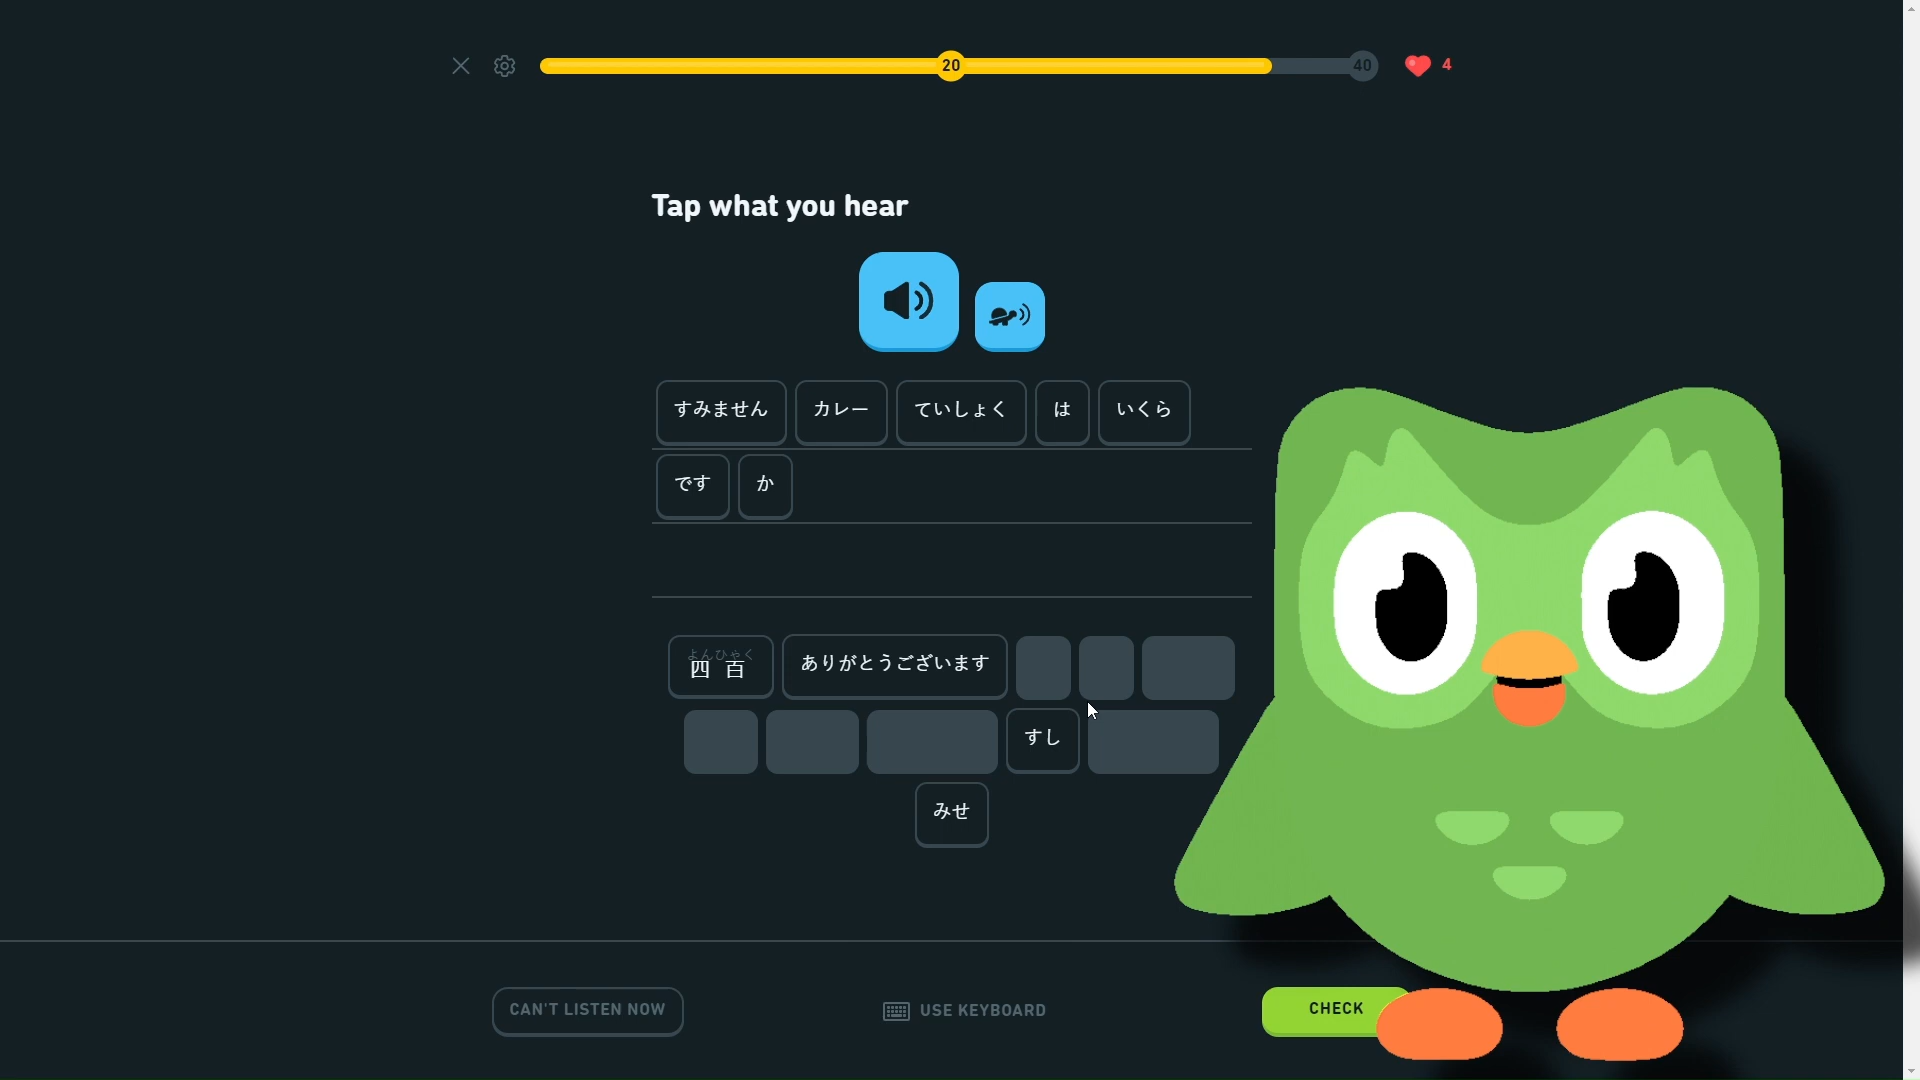 20
40
4
Tap what you hear
すみません カレー ていしょく は いくら
です か
よんひゃく
四百 ありがとうございます
すし
みせ
CAN'T LISTEN NOW
USE KEYBOARD
CHECK